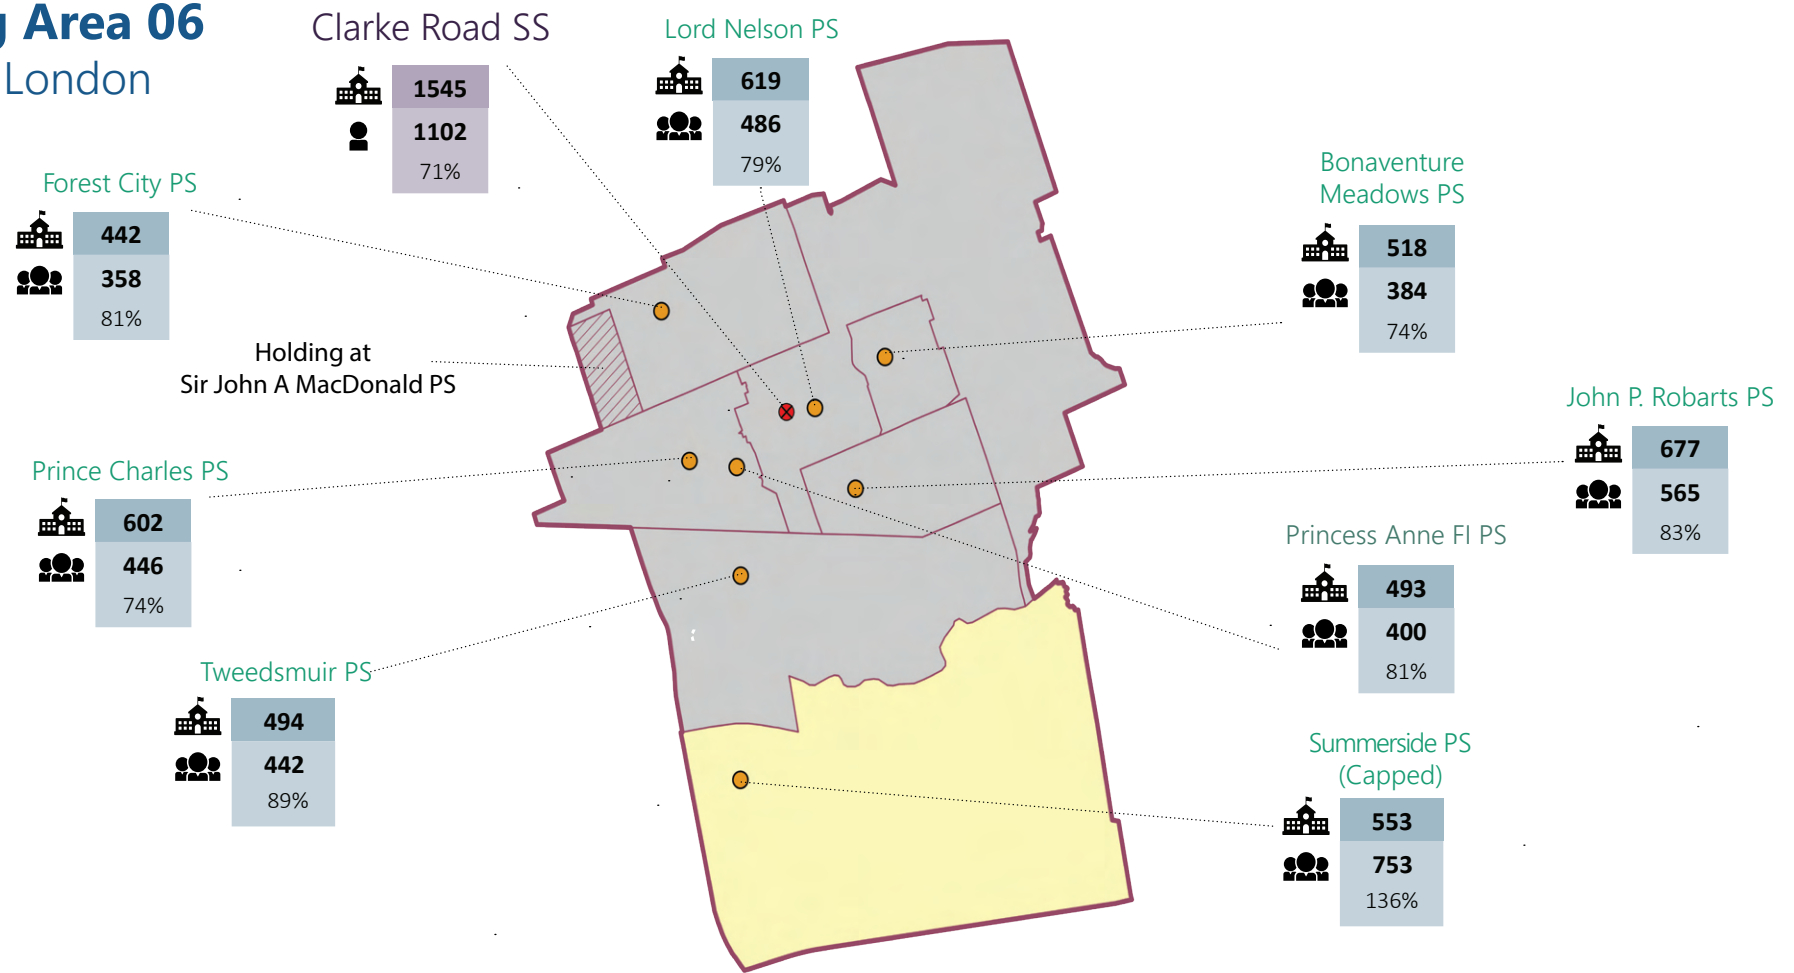 g Area 06
London
Clarke Road SS
1545
1102
71%
Lord Nelson PS
619
486
79%
Forest City PS
442
358
81%
Bonaventure
Meadows PS
518
384
74%
Holding at
Sir John A MacDonald PS
John P. Robarts PS
677
565
83%
Prince Charles PS
602
446
74%
Princess Anne FI PS
493
400
81%
Tweedsmuir PS
494
442
89%
Summerside PS
(Capped)
553
753
136%